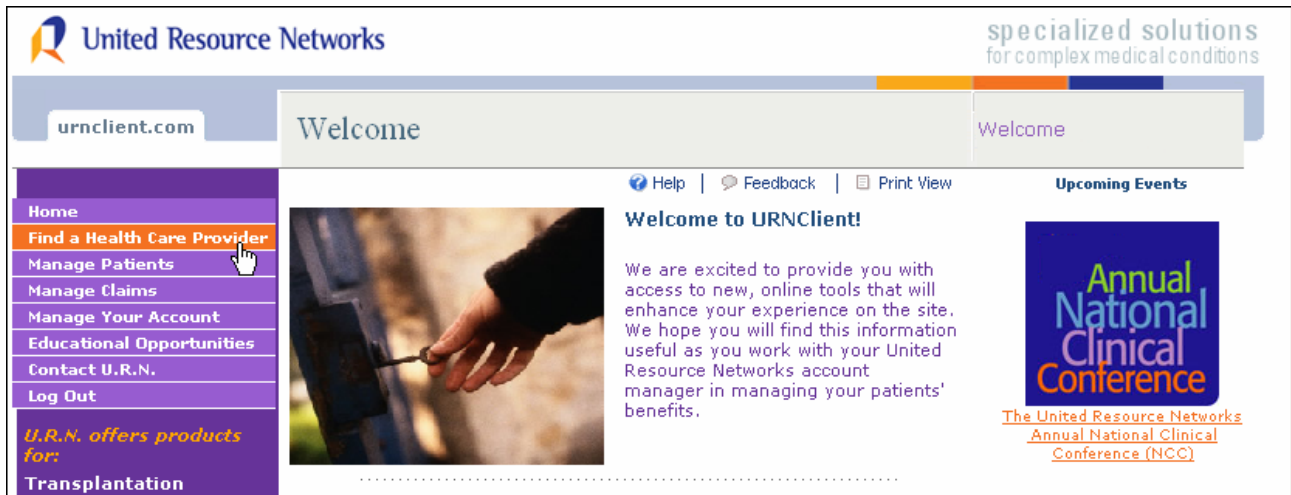 United Resource Networks
specialized solutions
for complex medical conditions
urnclient.com
Welcome
Welcome
Help | Feedback | Print View
Upcoming Events
Home
Find a Health Care Provider
Manage Patients
Manage Claims
Manage Your Account
Educational Opportunities
Contact U.R.N.
Log Out
U.R.N. offers products
for:
Transplantation
Welcome to URNClient!
We are excited to provide you with
access to new, online tools that will
enhance your experience on the site.
We hope you will find this information
useful as you work with your United
Resource Networks account
manager in managing your patients'
benefits.
Annual
National
Clinical
Conference
The United Resource Networks
Annual National Clinical
Conference (NCC)